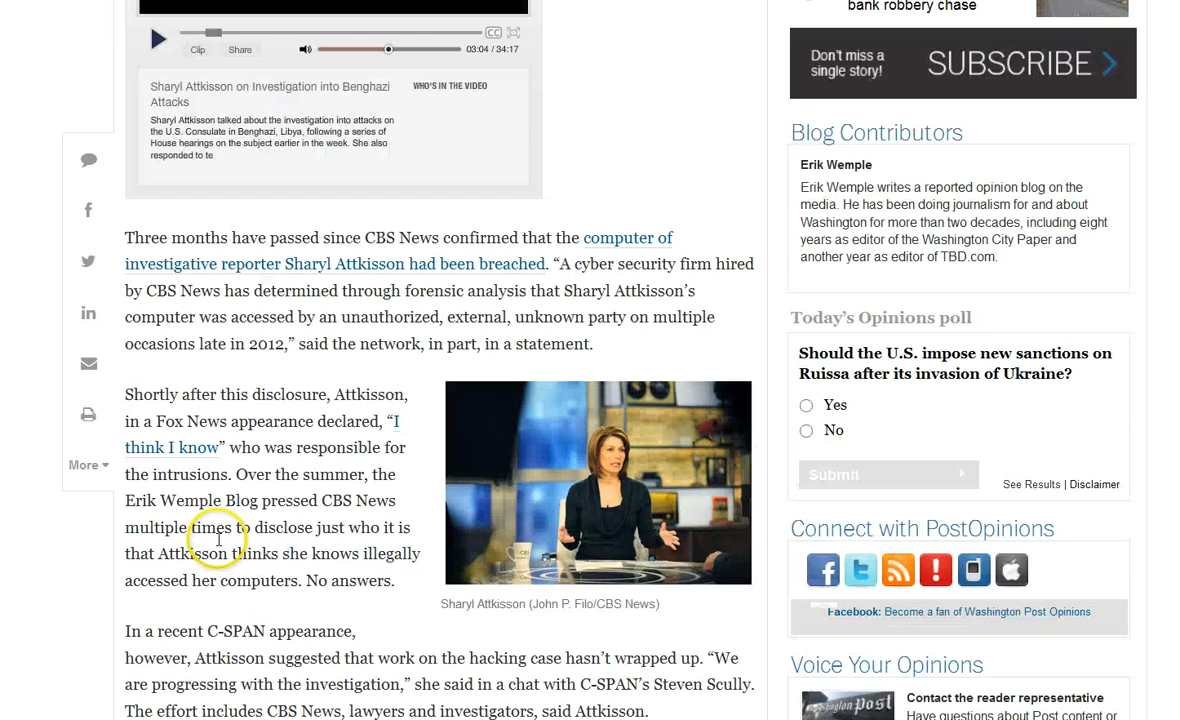 bank robbery chase
CC
Clip Share 03:04 / 34:17
Sharyl Attkisson on Investigation into Benghazi
Attacks
WHO'S IN THE VIDEO
Sharyl Attkisson talked about the investigation into attacks on
the U.S. Consulate in Benghazi, Libya, following a series of
House hearings on the subject earlier in the week. She also
responded to te
Three months have passed since CBS News confirmed that the computer of
investigative reporter Sharyl Attkisson had been breached. “A cyber security firm hired
by CBS News has determined through forensic analysis that Sharyl Attkisson’s
computer was accessed by an unauthorized, external, unknown party on multiple
occasions late in 2012,” said the network, in part, in a statement.
Shortly after this disclosure, Attkisson,
in a Fox News appearance declared, “I
think I know” who was responsible for
the intrusions. Over the summer, the
Erik Wemple Blog pressed CBS News
multiple times to disclose just who it is
that Attkisson thinks she knows illegally
accessed her computers. No answers.
Sharyl Attkisson (John P. Filo/CBS News)
In a recent C-SPAN appearance,
however, Attkisson suggested that work on the hacking case hasn’t wrapped up. “We
are progressing with the investigation,” she said in a chat with C-SPAN’s Steven Scully.
The effort includes CBS News, lawyers and investigators, said Attkisson.
More
Don't miss a
single story!
SUBSCRIBE
Blog Contributors
Erik Wemple
Erik Wemple writes a reported opinion blog on the
media. He has been doing journalism for and about
Washington for more than two decades, including eight
years as editor of the Washington City Paper and
another year as editor of TBD.com.
Today’s Opinions poll
Should the U.S. impose new sanctions on
Ruissa after its invasion of Ukraine?
Yes
No
Submit
See Results | Disclaimer
Connect with PostOpinions
Facebook: Become a fan of Washington Post Opinions
Voice Your Opinions
Contact the reader representative
Have questions about Post content or